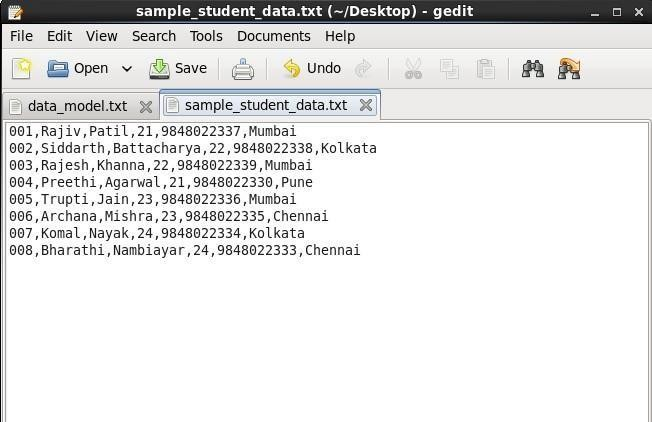 sample_student_data.txt (~/Desktop) - gedit
File Edit View Search Tools Documents Help
Open Save Undo
data_model.txt sample_student_data.txt
001,Rajiv,Patil,21,9848022337,Mumbai
002,Siddarth,Battacharya,22,9848022338,Kolkata
003,Rajesh,Khanna,22,9848022339,Mumbai
004,Preethi,Agarwal,21,9848022330,Pune
005,Trupti,Jain,23,9848022336,Mumbai
006,Archana,Mishra,23,9848022335,Chennai
007,Komal,Nayak,24,9848022334,Kolkata
008,Bharathi,Nambiayar,24,9848022333,Chennai